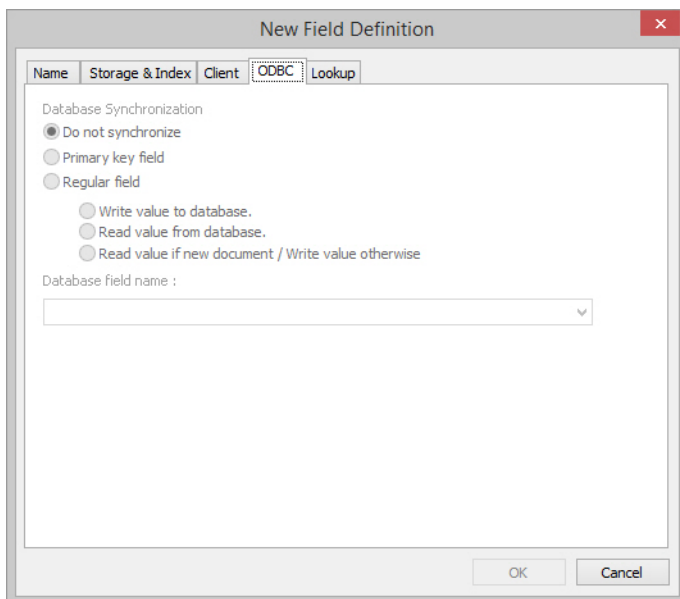 New Field Definition
Name Storage & Index Client ODBC Lookup
Database Synchronization
Do not synchronize
Primary key field
Regular field
Write value to database.
Read value from database.
Read value if new document / Write value otherwise
Database field name :
OK Cancel